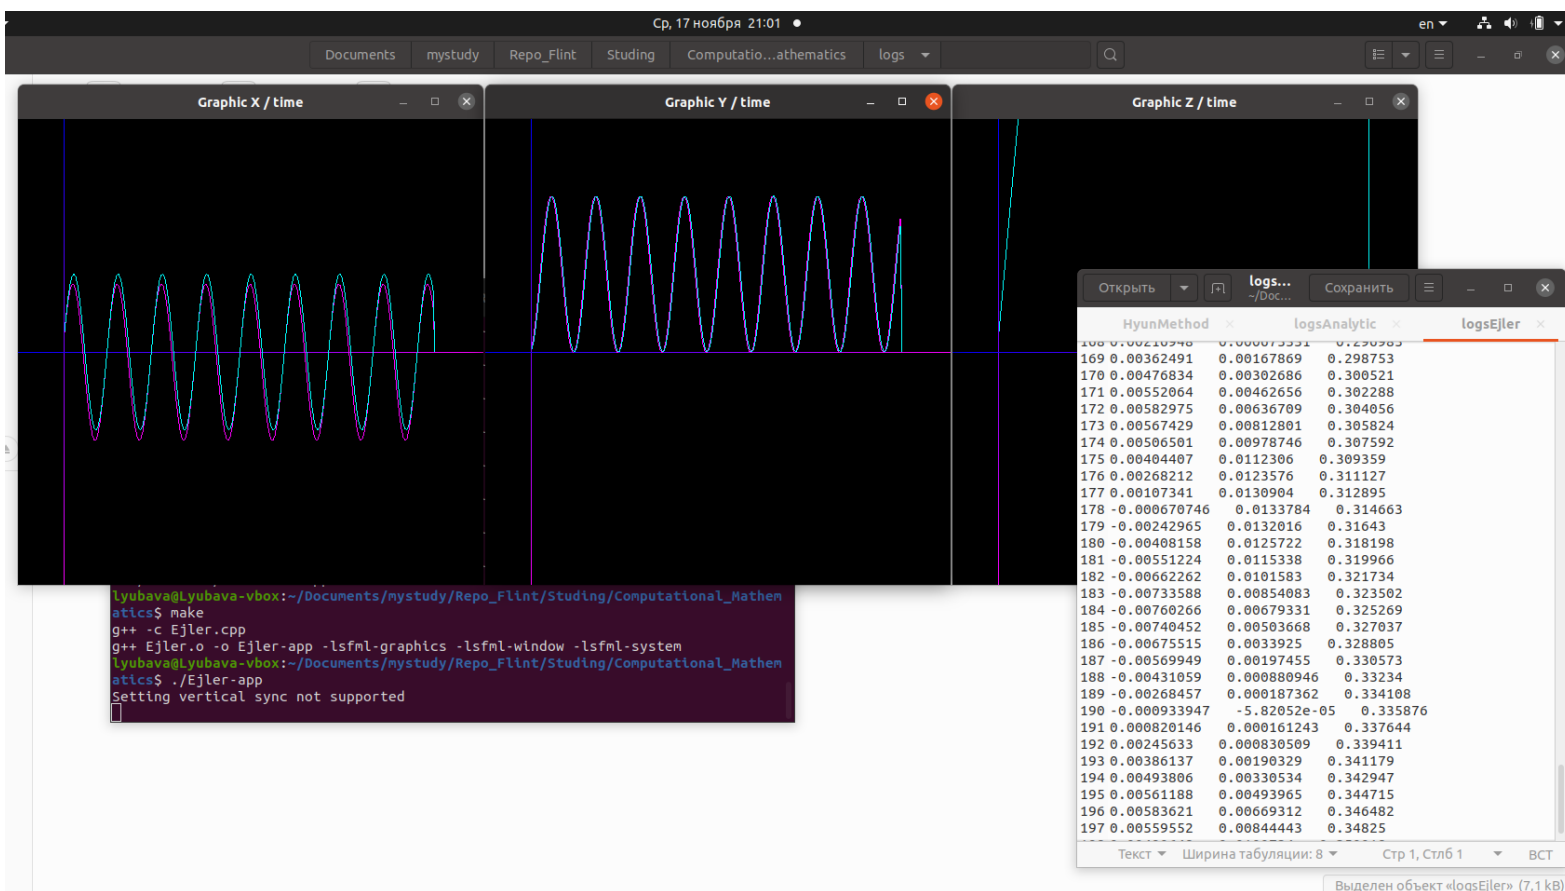 Ср, 17 ноября 21:01
en
Documents mystudy Repo_Flint Studing Computatio...athematics logs
Graphic X / time
Graphic Y / time
Graphic Z / time
lyubava@Lyubava-vbox:~/Documents/mystudy/Repo_Flint/Studing/Computational_Mathem
atics$ make
g++ -c Ejler.cpp
g++ Ejler.o -o Ejler-app -lsfml-graphics -lsfml-window -lsfml-system
lyubava@Lyubava-vbox:~/Documents/mystudy/Repo_Flint/Studing/Computational_Mathem
atics$ ./Ejler-app
Setting vertical sync not supported
Открыть
logs...
~/Doc...
Сохранить
HyunMethod
logsAnalytic
logsEjler
169 0.00362491 0.00167869 0.298753
170 0.00476834 0.00302686 0.300521
171 0.00552064 0.00462656 0.302288
172 0.00582975 0.00636709 0.304056
173 0.00567429 0.00812801 0.305824
174 0.00506501 0.00978746 0.307592
175 0.00404407 0.0112306 0.309359
176 0.00268212 0.0123576 0.311127
177 0.00107341 0.0130904 0.312895
178 -0.000670746 0.0133784 0.314663
179 -0.00242965 0.0132016 0.31643
180 -0.00408158 0.0125722 0.318198
181 -0.00551224 0.0115338 0.319966
182 -0.00662262 0.0101583 0.321734
183 -0.00733588 0.00854083 0.323502
184 -0.00760266 0.00679331 0.325269
185 -0.00740452 0.00503668 0.327037
186 -0.00675515 0.0033925 0.328805
187 -0.00569949 0.00197455 0.330573
188 -0.00431059 0.000880946 0.33234
189 -0.00268457 0.000187362 0.334108
190 -0.000933947 -5.82052e-05 0.335876
191 0.000820146 0.000161243 0.337644
192 0.00245633 0.000830509 0.339411
193 0.00386137 0.00190329 0.341179
194 0.00493806 0.00330534 0.342947
195 0.00561188 0.00493965 0.344715
196 0.00583621 0.00669312 0.346482
197 0.00559552 0.00844443 0.34825
Текст Ширина табуляции: 8 Стр 1, Стлб 1 ВСТ
Выделен объект «logsEjler» (7,1 kB)